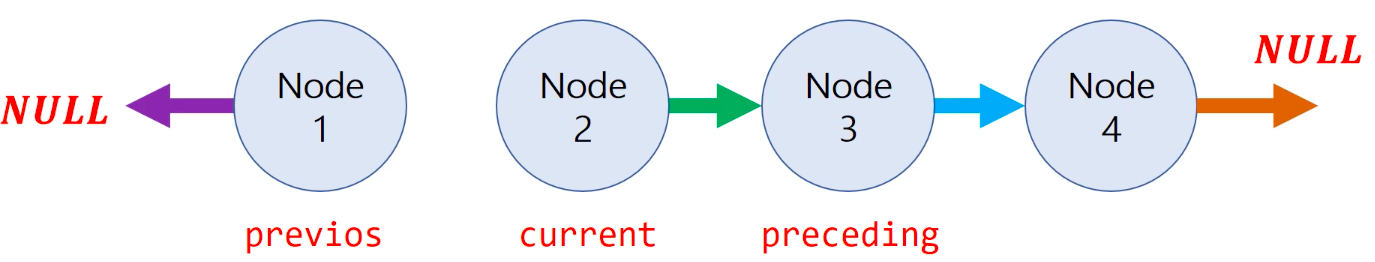 NULL
Node
1
Node
2
Node
3
Node
4
NULL
previos
current
preceding